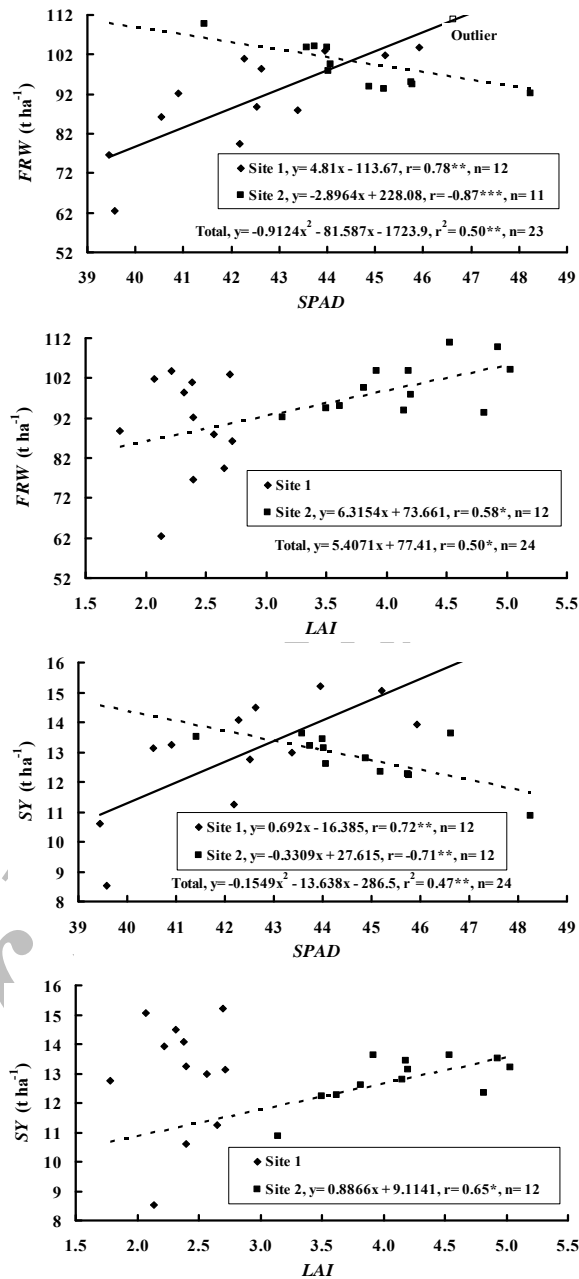 112
102
92
82
72
62
52
FRW (t ha-1)
Outlier
Site 1, y= 4.81x - 113.67, r= 0.78**, n= 12
Site 2, y= -2.8964x + 228.08, r= -0.87***, n= 11
Total, y= -0.9124x2 - 81.587x - 1723.9, r2= 0.50**, n= 23
39 40 41 42 43 44 45 46 47 48 49
SPAD
112
102
92
82
72
62
52
FRW (t ha-1)
Site 1
Site 2, y= 6.3154x + 73.661, r= 0.58*, n= 12
Total, y= 5.4071x + 77.41, r= 0.50*, n= 24
1.5 2.0 2.5 3.0 3.5 4.0 4.5 5.0 5.5
LAI
16
15
14
13
12
11
10
9
8
SY (t ha-1)
Site 1, y= 0.692x - 16.385, r= 0.72**, n= 12
Site 2, y= -0.3309x + 27.615, r= -0.71**, n= 12
Total, y= -0.1549x2 - 13.638x - 286.5, r2= 0.47**, n= 24
39 40 41 42 43 44 45 46 47 48 49
SPAD
16
15
14
13
12
11
10
9
8
SY (t ha-1)
Site 1
Site 2, y= 0.8866x + 9.1141, r= 0.65*, n= 12
1.5 2.0 2.5 3.0 3.5 4.0 4.5 5.0 5.5
LAI